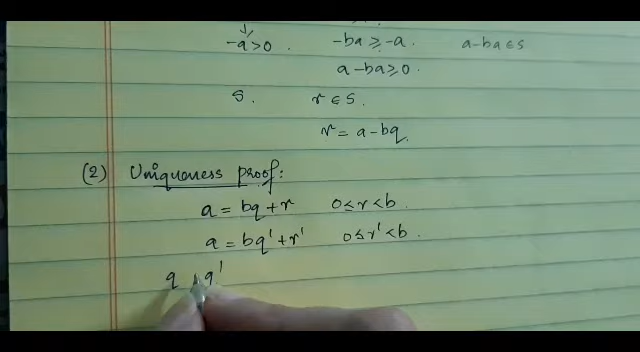 -a>0. -ba ≥ -a. a-ba ∈ S
a-ba ≥ 0.
S. r ∈ S.
r = a-bq.
(2) Uniqueness proof:
a = bq + r 0 ≤ r < b.
a = bq' + r' 0 ≤ r' < b.
q q'